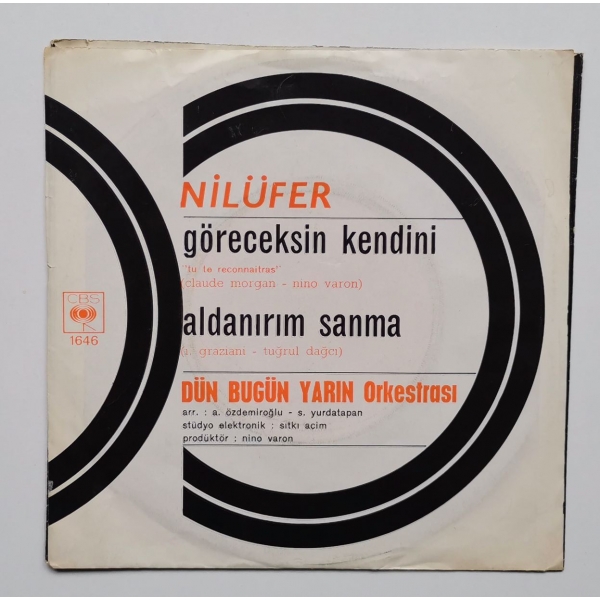 NİLÜFER
göreceksin kendini
"tu te reconnaitras"
(claude morgan - nino varon)
aldanırım sanma
(r. graziani - tuğrul dağcı)
DÜN BUGÜN YARIN Orkestrası
arr. : a. özdemiroğlu - s. yurdatapan
stüdyo elektronik : sıtkı acim
prodüktör : nino varon
CBS
1646